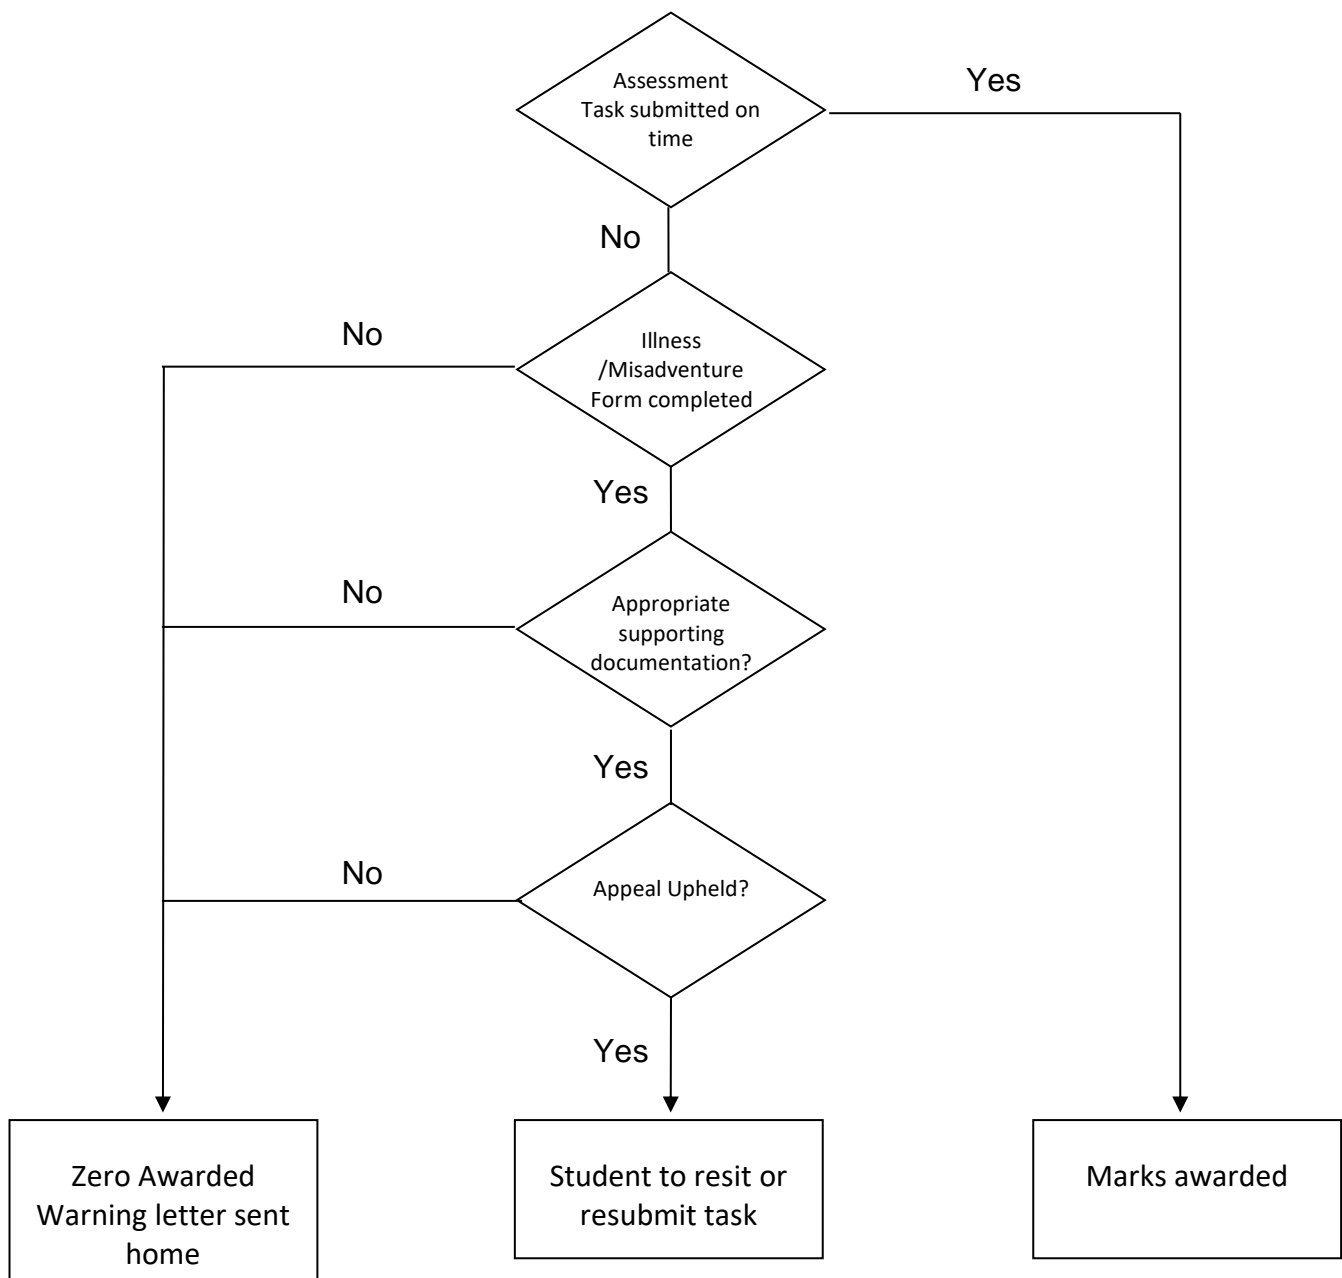 Assessment
Task submitted on
time
Yes
No
No
Illness
/Misadventure
Form completed
Yes
No
Appropriate
supporting
documentation?
Yes
No
Appeal Upheld?
Yes
Zero Awarded
Warning letter sent
home
Student to resit or
resubmit task
Marks awarded